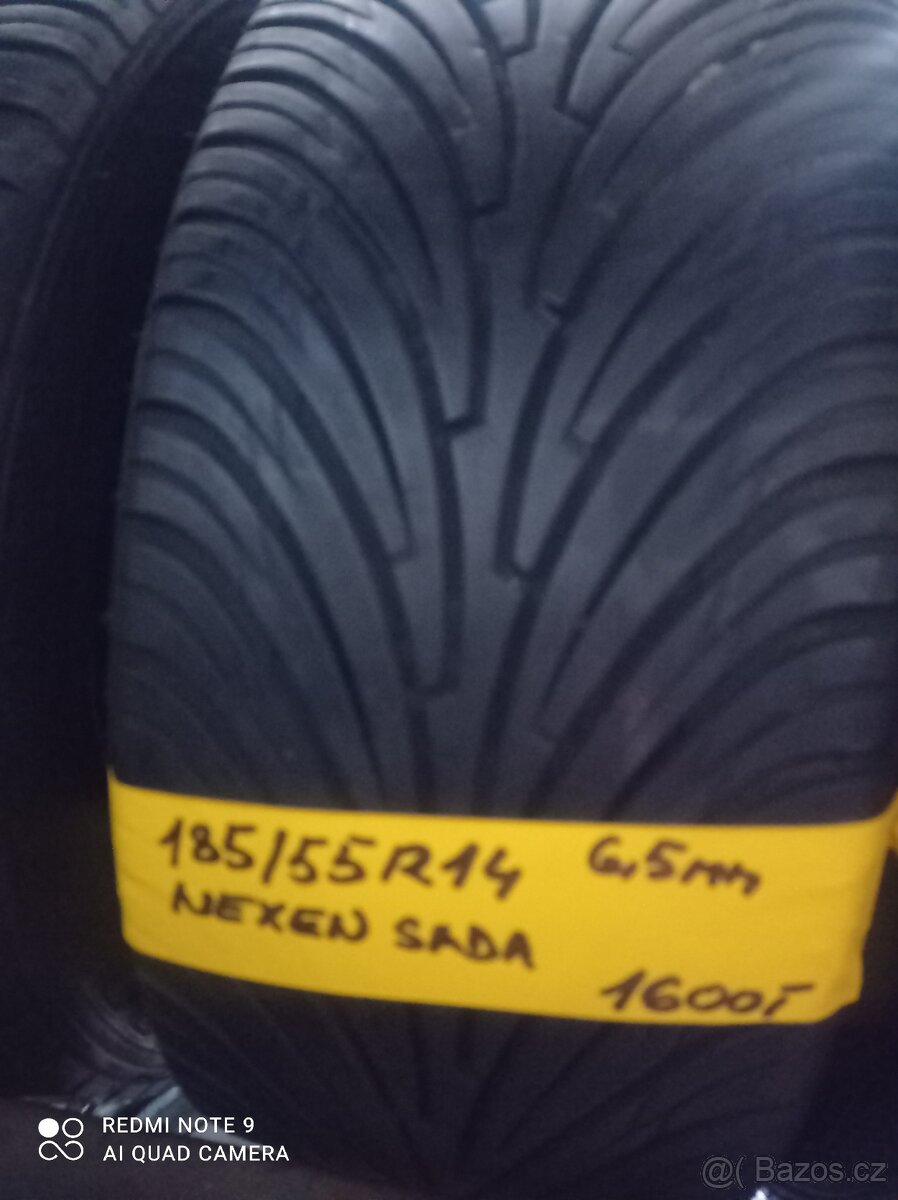 185/55R14 6,5mm
NEXEN SADA
1600,-
REDMI NOTE 9
AI QUAD CAMERA
@( Bazos.cz